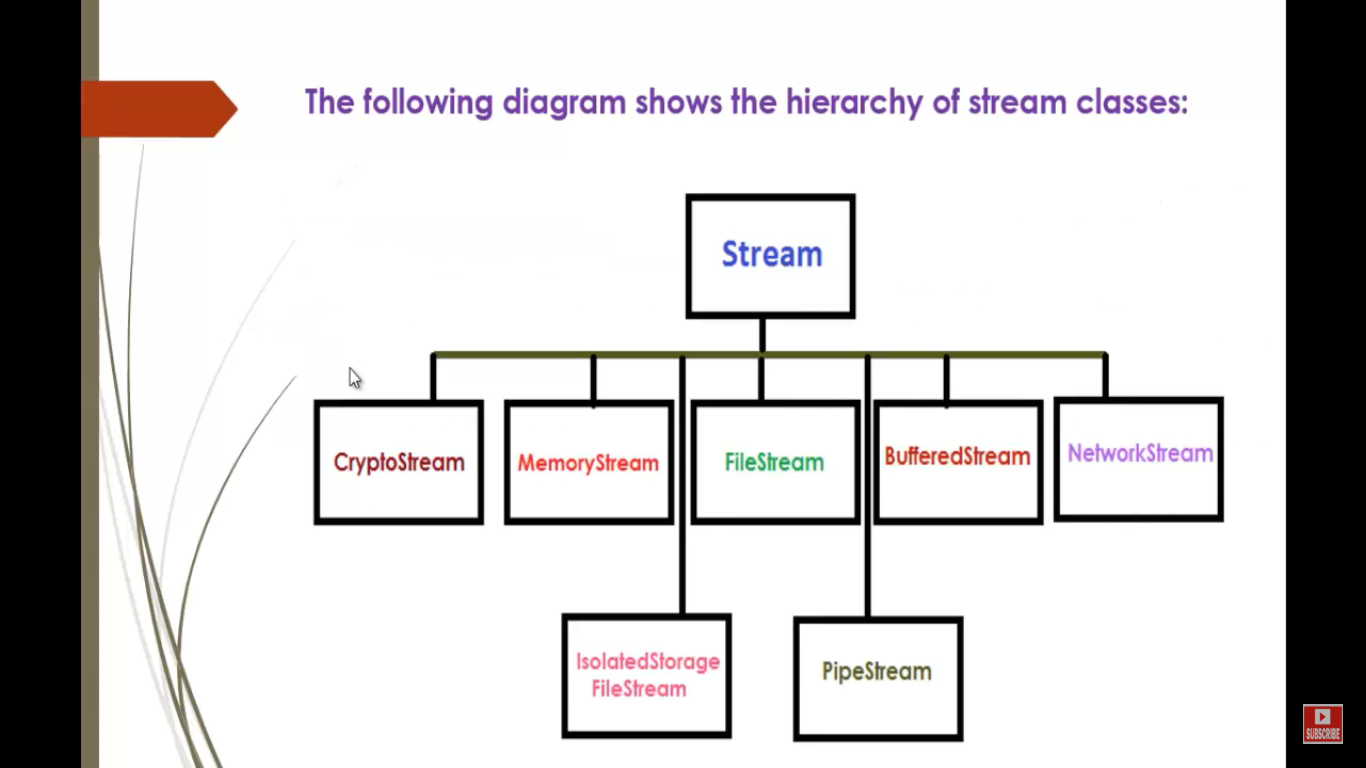 The following diagram shows the hierarchy of stream classes:
Stream
CryptoStream
MemoryStream
FileStream
BufferedStream
NetworkStream
IsolatedStorage
FileStream
PipeStream
SUBSCRIBE